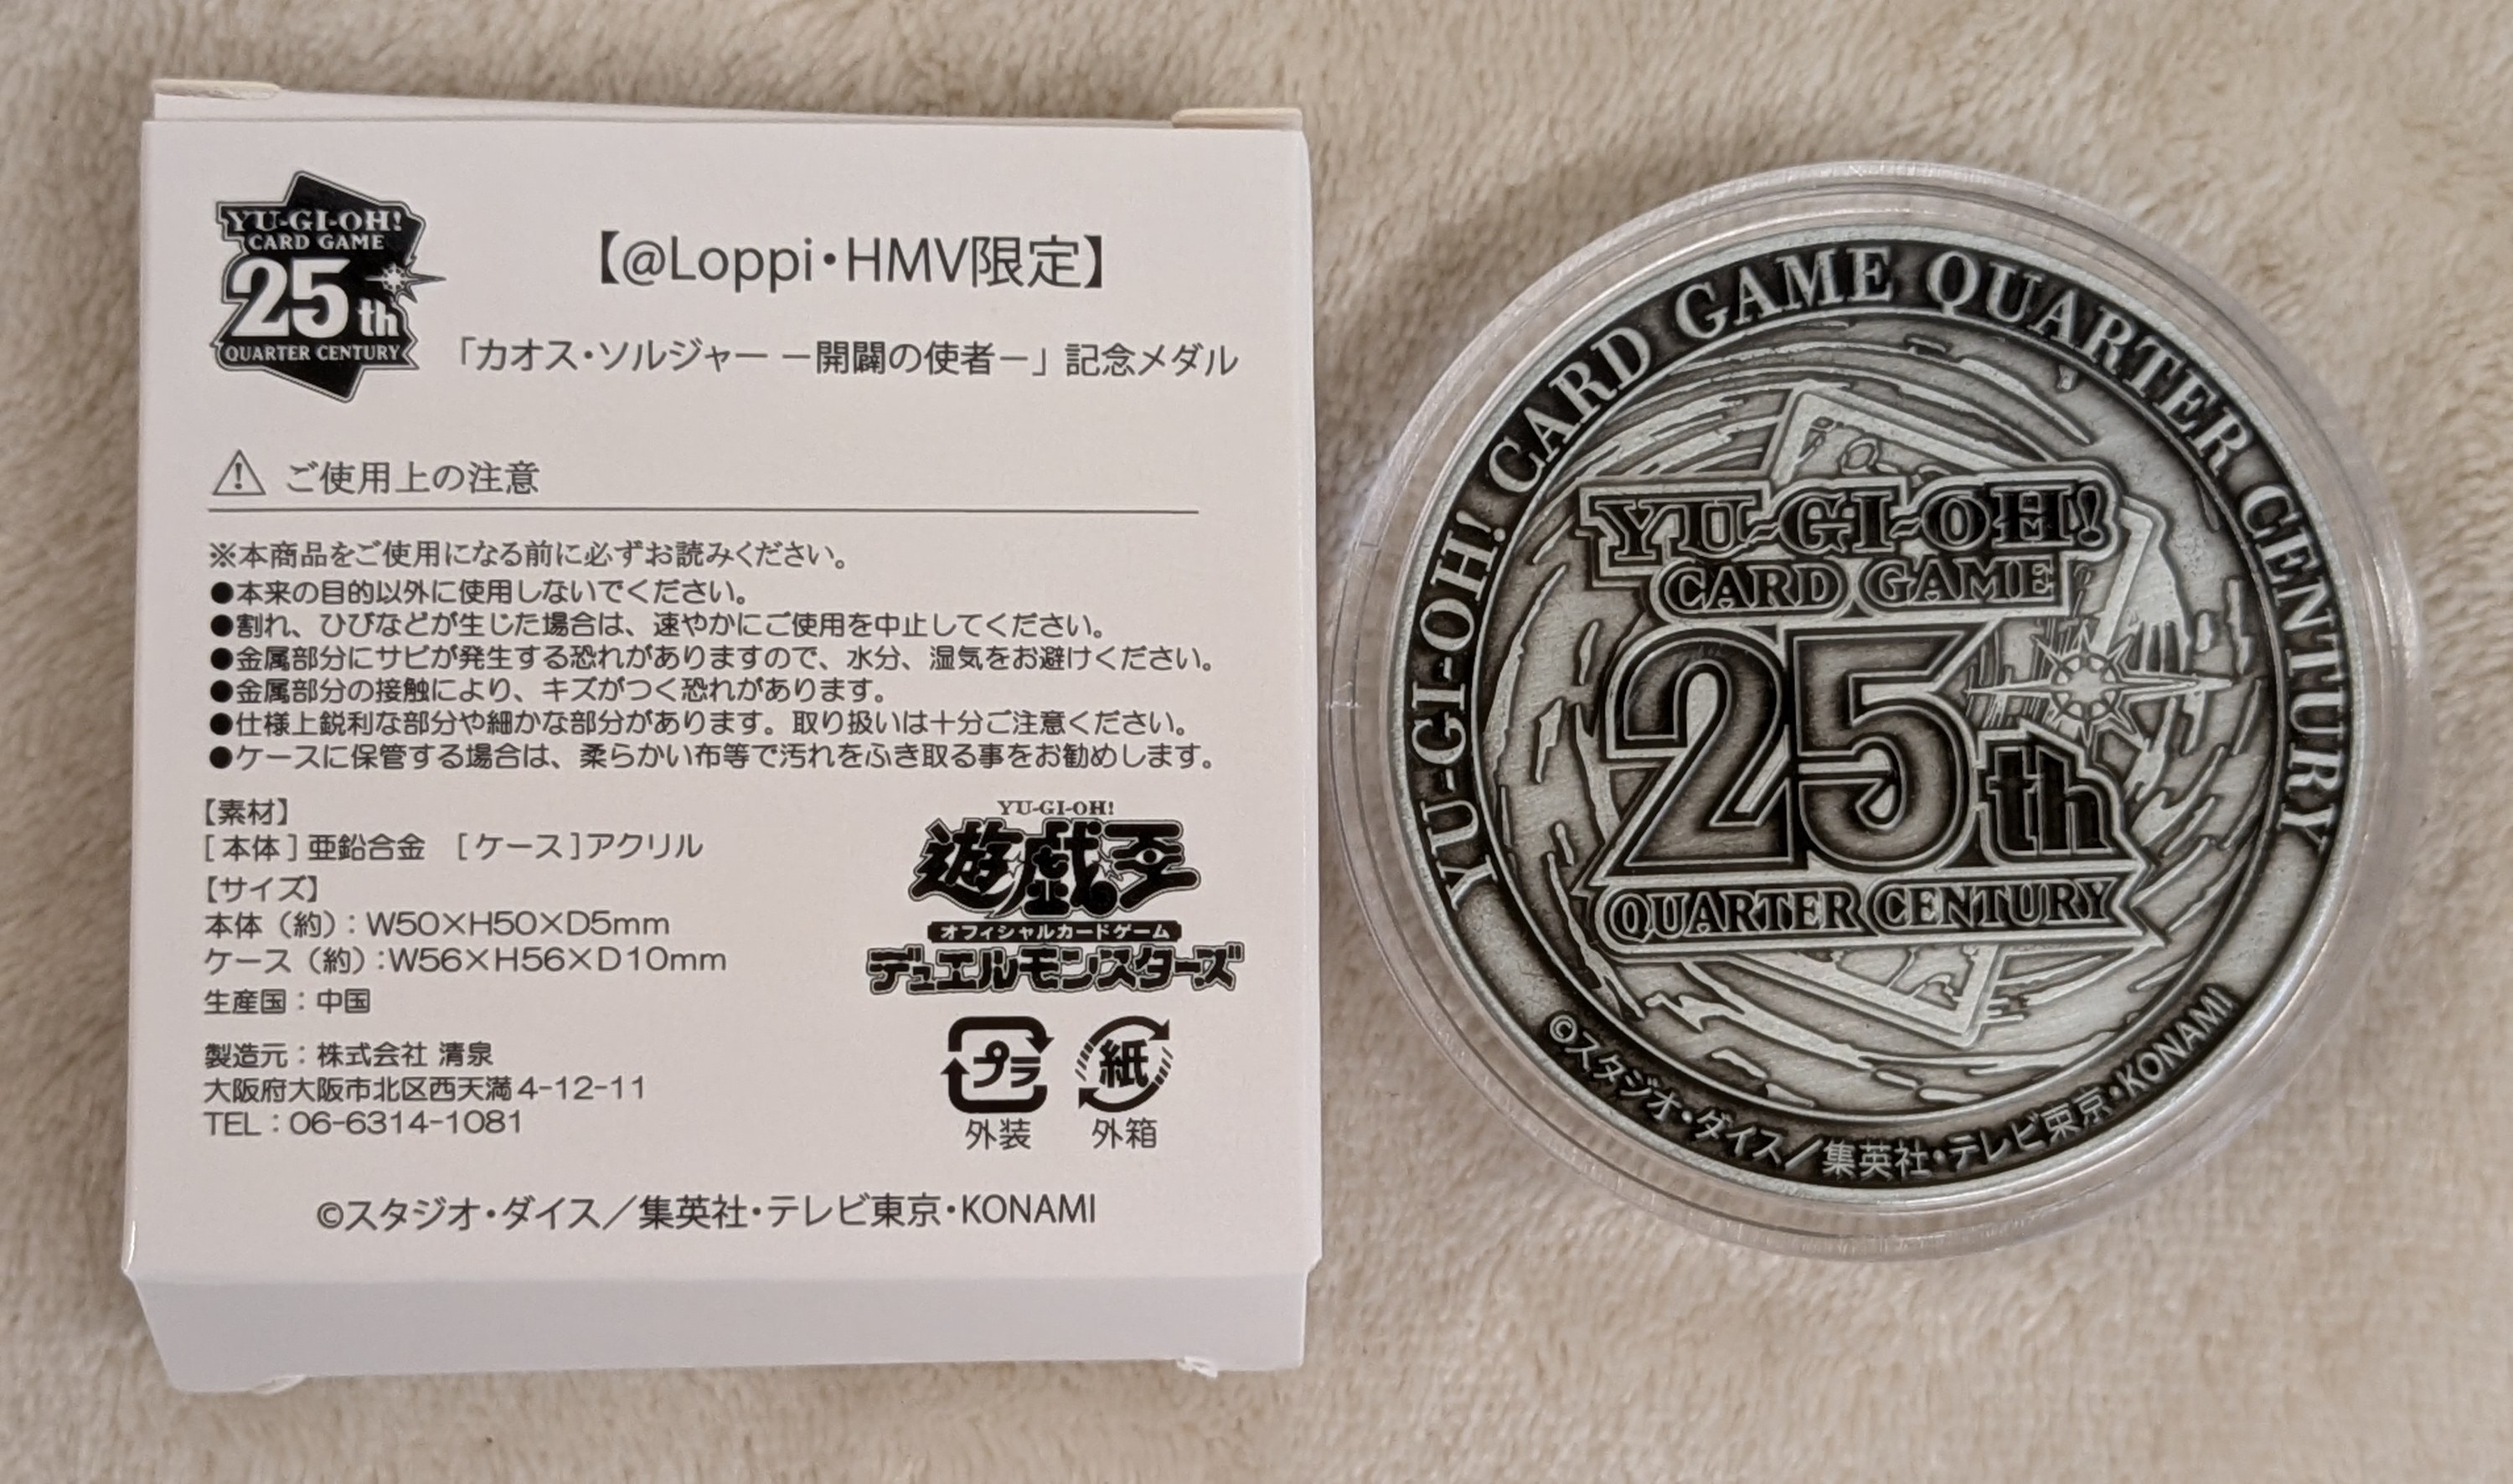 YU-GI-OH!
CARD GAME
25th
QUARTER CENTURY
【@Loppi・HMV限定】
「カオス・ソルジャー －開闢の使者－」記念メダル
ご使用上の注意
※本商品をご使用になる前に必ずお読みください。
●本来の目的以外に使用しないでください。
●割れ、ひびなどが生じた場合は、速やかにご使用を中止してください。
●金属部分にサビが発生する恐れがありますので、水分、湿気をお避けください。
●金属部分の接触により、キズがつく恐れがあります。
●仕様上鋭利な部分や細かな部分があります。取り扱いは十分ご注意ください。
●ケースに保管する場合は、柔らかい布等で汚れをふき取る事をお勧めします。
【素材】
[本体]亜鉛合金 [ケース]アクリル
【サイズ】
本体（約）：W50×H50×D5mm
ケース（約）：W56×H56×D10mm
生産国：中国
製造元：株式会社 清泉
大阪府大阪市北区西天満4-12-11
TEL：06-6314-1081
YU-GI-OH!
遊戯王
オフィシャルカードゲーム
デュエルモンスターズ
プラ 紙
外装 外箱
©スタジオ・ダイス／集英社・テレビ東京・KONAMI
YU-GI-OH! CARD GAME QUARTER CENTURY
YU-GI-OH!
CARD GAME
25th
QUARTER CENTURY
©スタジオ・ダイス／集英社・テレビ東京・KONAMI